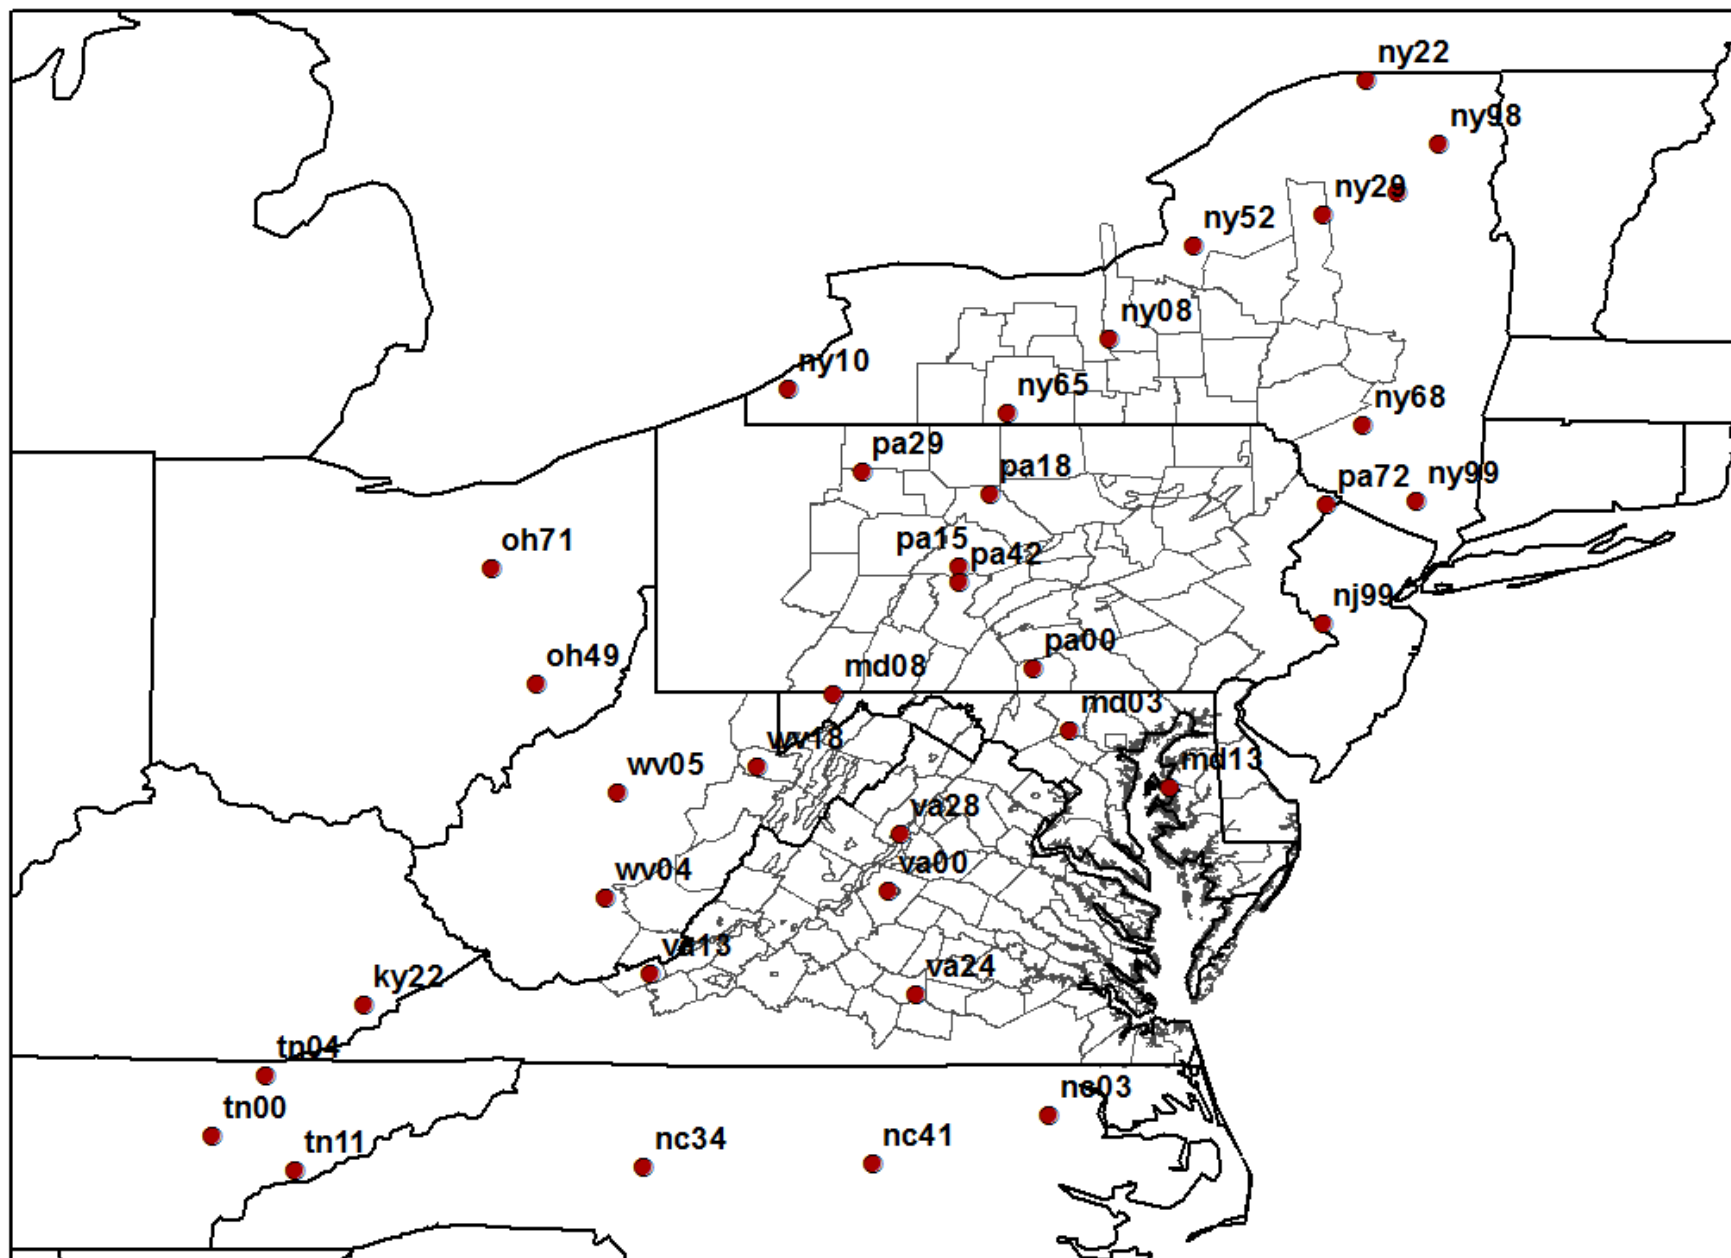 ny22
ny98
ny29
ny52
ny08
ny10
ny65
ny68
pa29
pa18
pa72
ny99
oh71
pa15
pa42
nj99
oh49
pa00
md08
md03
wv18
wv05
md13
va28
va00
wv04
va13
va24
ky22
tn04
nc03
tn00
tn11
nc34
nc41